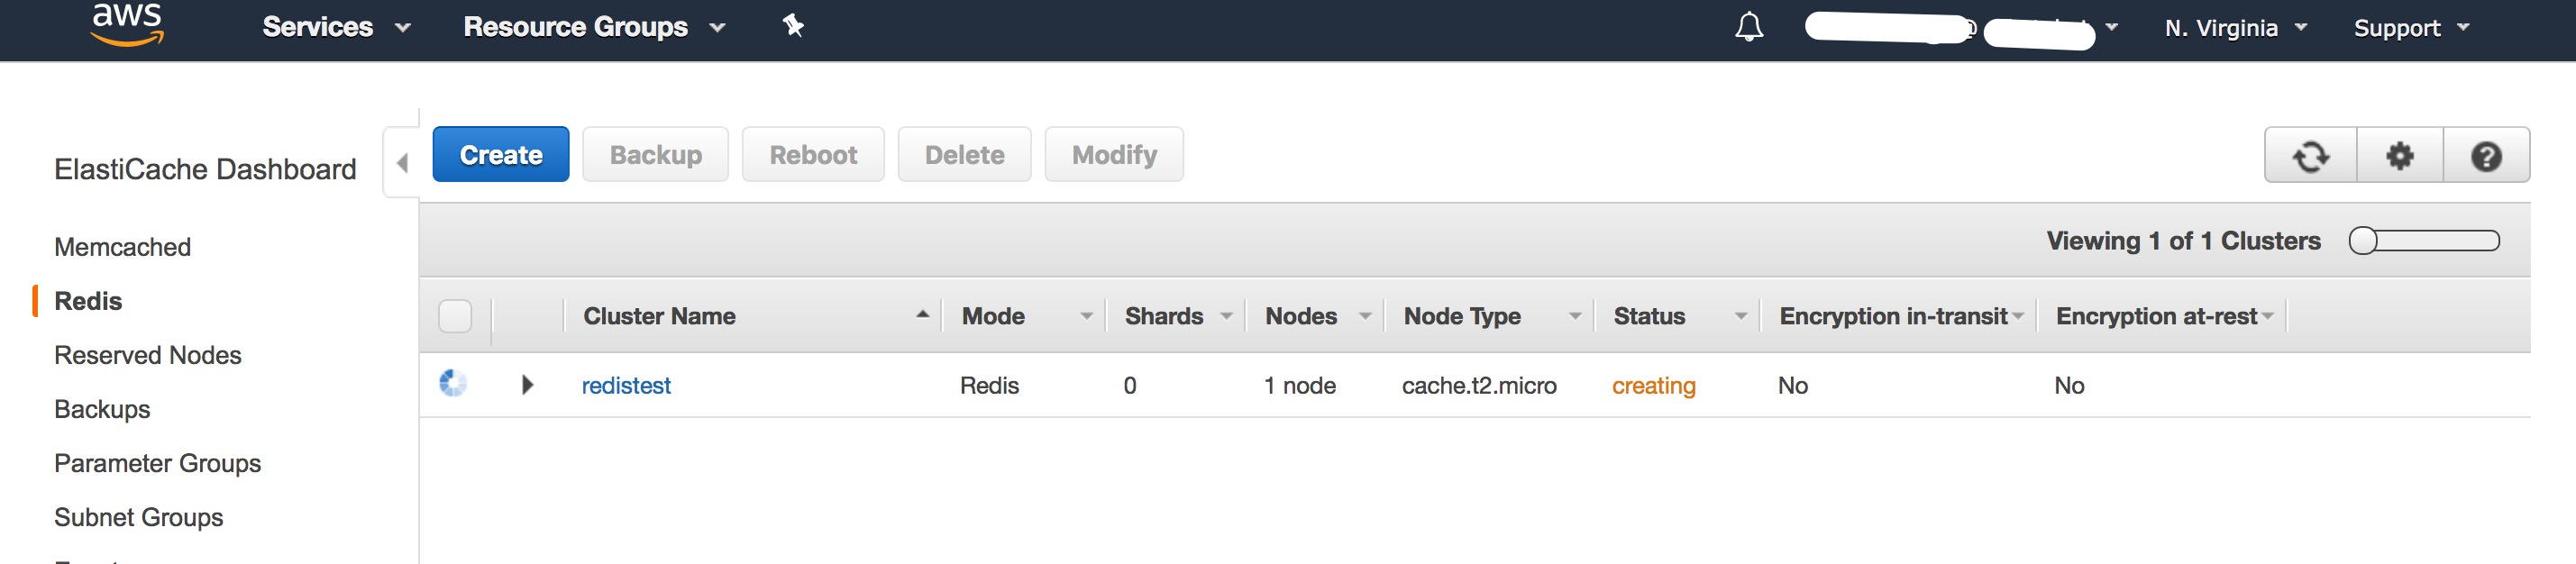 aws Services Resource Groups N. Virginia Support
ElastiCache Dashboard
Memcached
Redis
Reserved Nodes
Backups
Parameter Groups
Subnet Groups
Create Backup Reboot Delete Modify
Viewing 1 of 1 Clusters
Cluster Name Mode Shards Nodes Node Type Status Encryption in-transit Encryption at-rest
redistest Redis 0 1 node cache.t2.micro creating No No